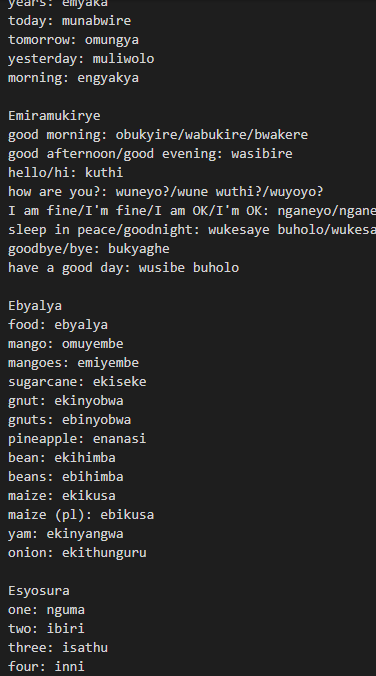 years: emyaka
today: munabwire
tomorrow: omungya
yesterday: muliwolo
morning: engyakya

Emiramukirye
good morning: obukyire/wabukire/bwakere
good afternoon/good evening: wasibire
hello/hi: kuthi
how are you?: wuneyo?/wune wuthi?/wuyoyo?
I am fine/I'm fine/I am OK/I'm OK: nganeyo/ngane
sleep in peace/goodnight: wukesaye buholo/wukesa
goodbye/bye: bukyaghe
have a good day: wusibe buholo

Ebyalya
food: ebyalya
mango: omuyembe
mangoes: emiyembe
sugarcane: ekiseke
gnut: ekinyobwa
gnuts: ebinyobwa
pineapple: enanasi
bean: ekihimba
beans: ebihimba
maize: ekikusa
maize (pl): ebikusa
yam: ekinyangwa
onion: ekithunguru

Esyosura
one: nguma
two: ibiri
three: isathu
four: inni